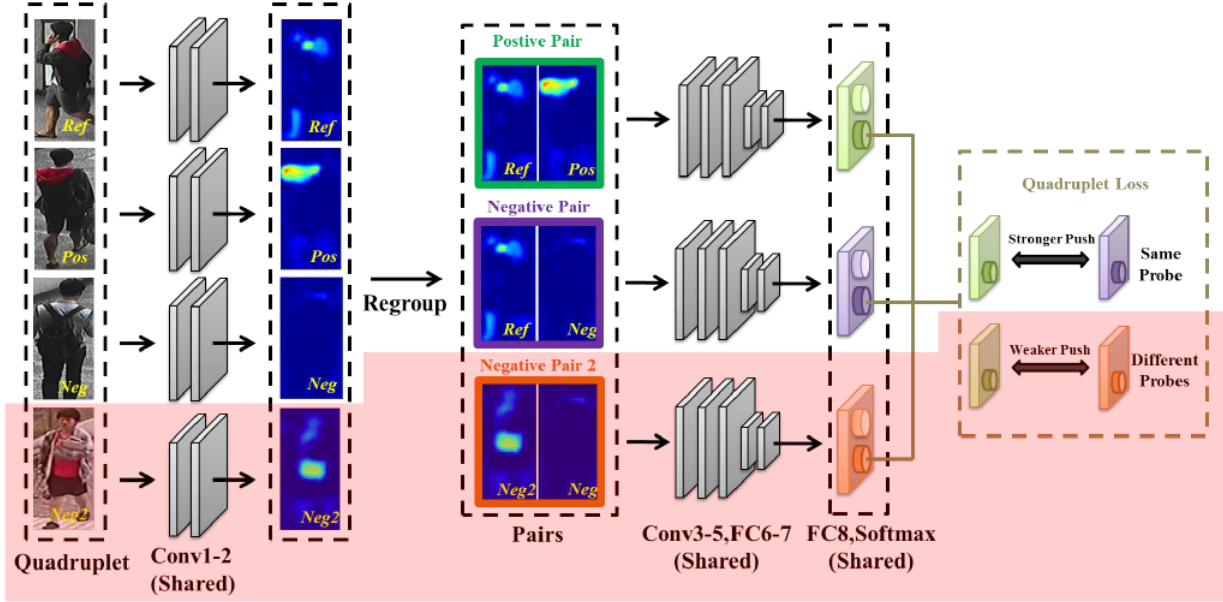 Ref
Pos
Neg
Neg2
Quadruplet
Conv1-2
(Shared)
Ref
Pos
Neg
Neg2
Regroup
Postive Pair
Ref Pos
Negative Pair
Ref Neg
Negative Pair 2
Neg2 Neg
Pairs
Conv3-5,FC6-7
(Shared)
FC8,Softmax
(Shared)
Quadruplet Loss
Stronger Push
Same
Probe
Weaker Push
Different
Probes